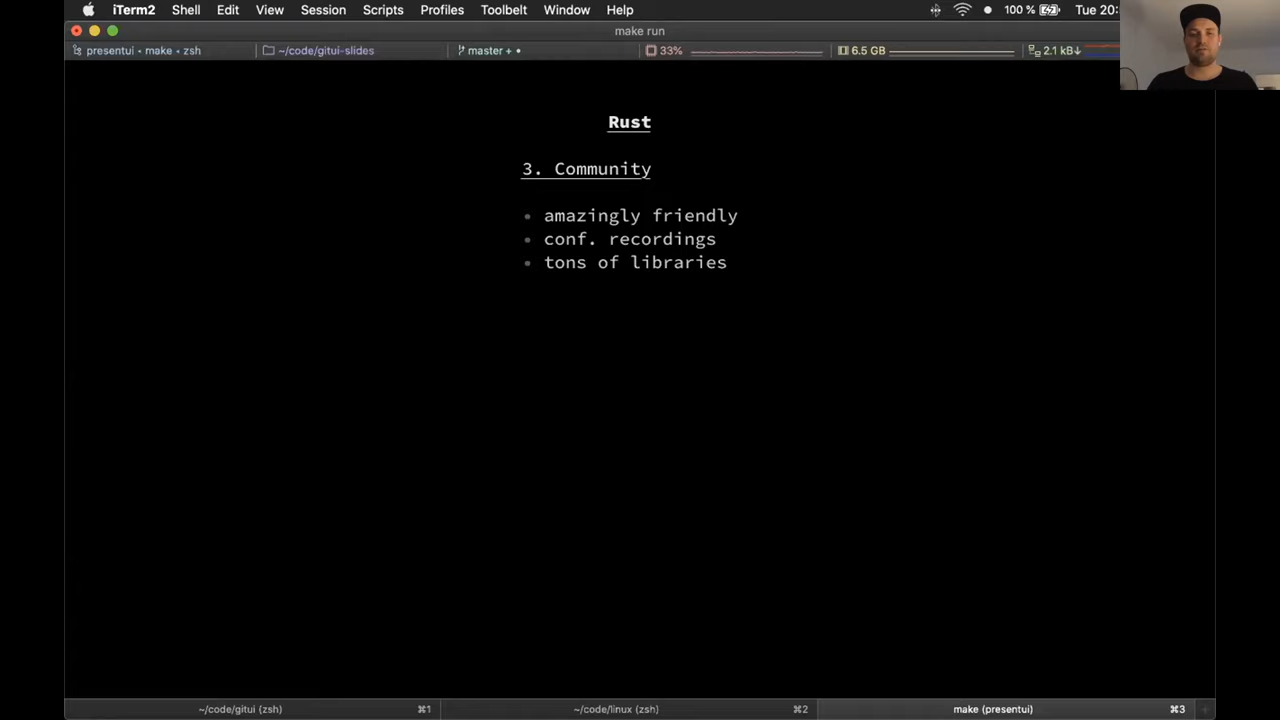 iTerm2 Shell Edit View Session Scripts Profiles Toolbelt Window Help 100 % Tue 20:
make run
presentui • make • zsh ~/code/gitui-slides master + • 33% 6.5 GB 2.1 kB↓
Rust
3. Community
• amazingly friendly
• conf. recordings
• tons of libraries
~/code/gitui (zsh) ⌘1 ~/code/linux (zsh) ⌘2 make (presentui) ⌘3